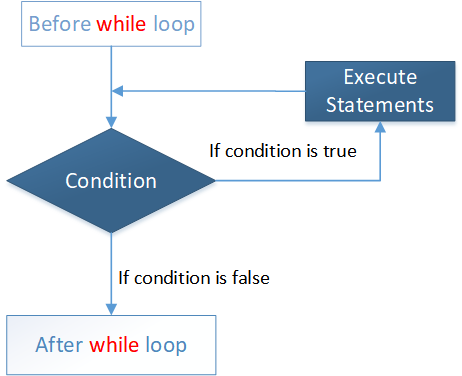 Before while loop
Execute
Statements
If condition is true
Condition
If condition is false
After while loop